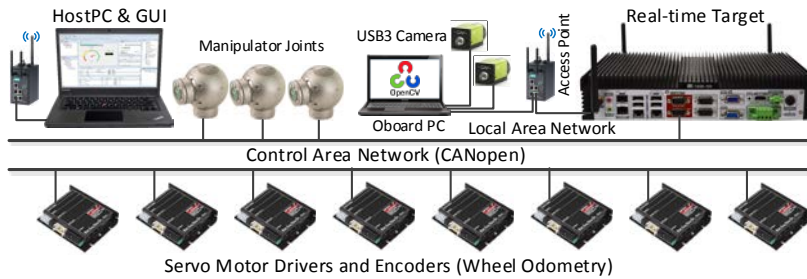 HostPC & GUI
Manipulator Joints
USB3 Camera
OpenCV
Oboard PC
Access Point
Real-time Target
Local Area Network
Control Area Network (CANopen)
Servo Motor Drivers and Encoders (Wheel Odometry)